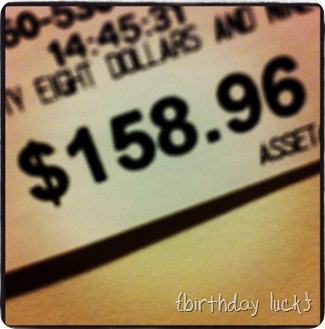 14:45:31
EIGHT DOLLARS AND
$158.96
ASSET
{birthday luck}